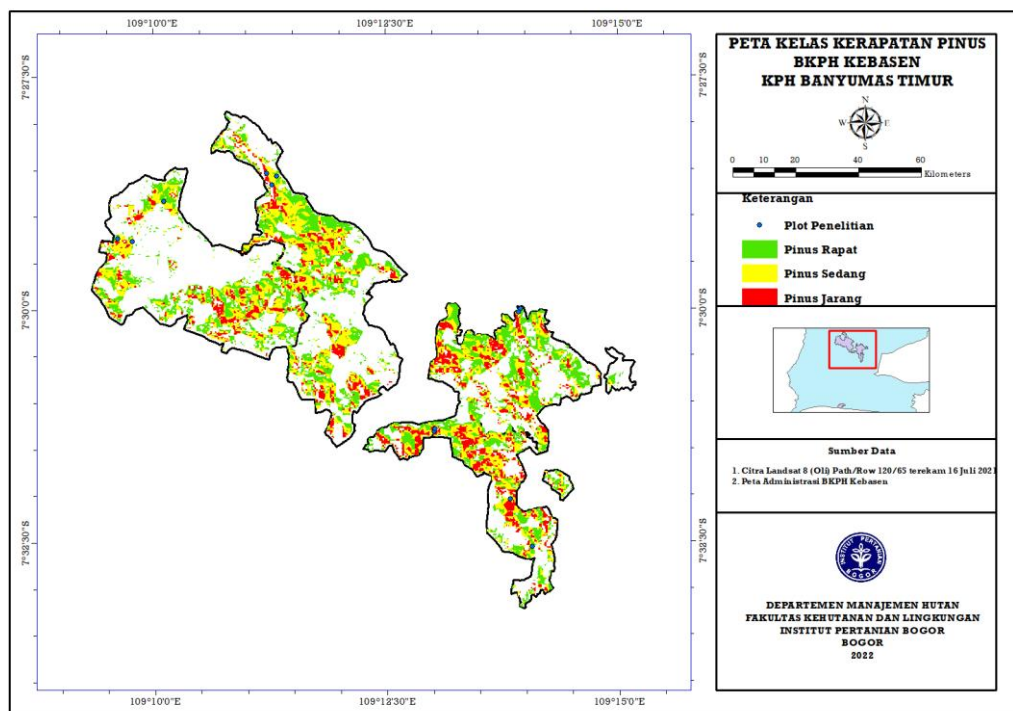 109°10'0"E 109°12'30"E 109°15'0"E
7°27'30"S 7°27'30"S
7°30'0"S 7°30'0"S
7°32'30"S 7°32'30"S
109°10'0"E 109°12'30"E 109°15'0"E
PETA KELAS KERAPATAN PINUS
BKPH KEBASEN
KPH BANYUMAS TIMUR
N
W E
S
0 10 20 40 60
Kilometers
Keterangan
Plot Penelitian
Pinus Rapat
Pinus Sedang
Pinus Jarang
Sumber Data
1. Citra Landsat 8 (Oli) Path/Row 120/65 terekam 16 Juli 2021
2. Peta Administrasi BKPH Kebasen
INSTITUT PERTANIAN
BOGOR
DEPARTEMEN MANAJEMEN HUTAN
FAKULTAS KEHUTANAN DAN LINGKUNGAN
INSTITUT PERTANIAN BOGOR
BOGOR
2022